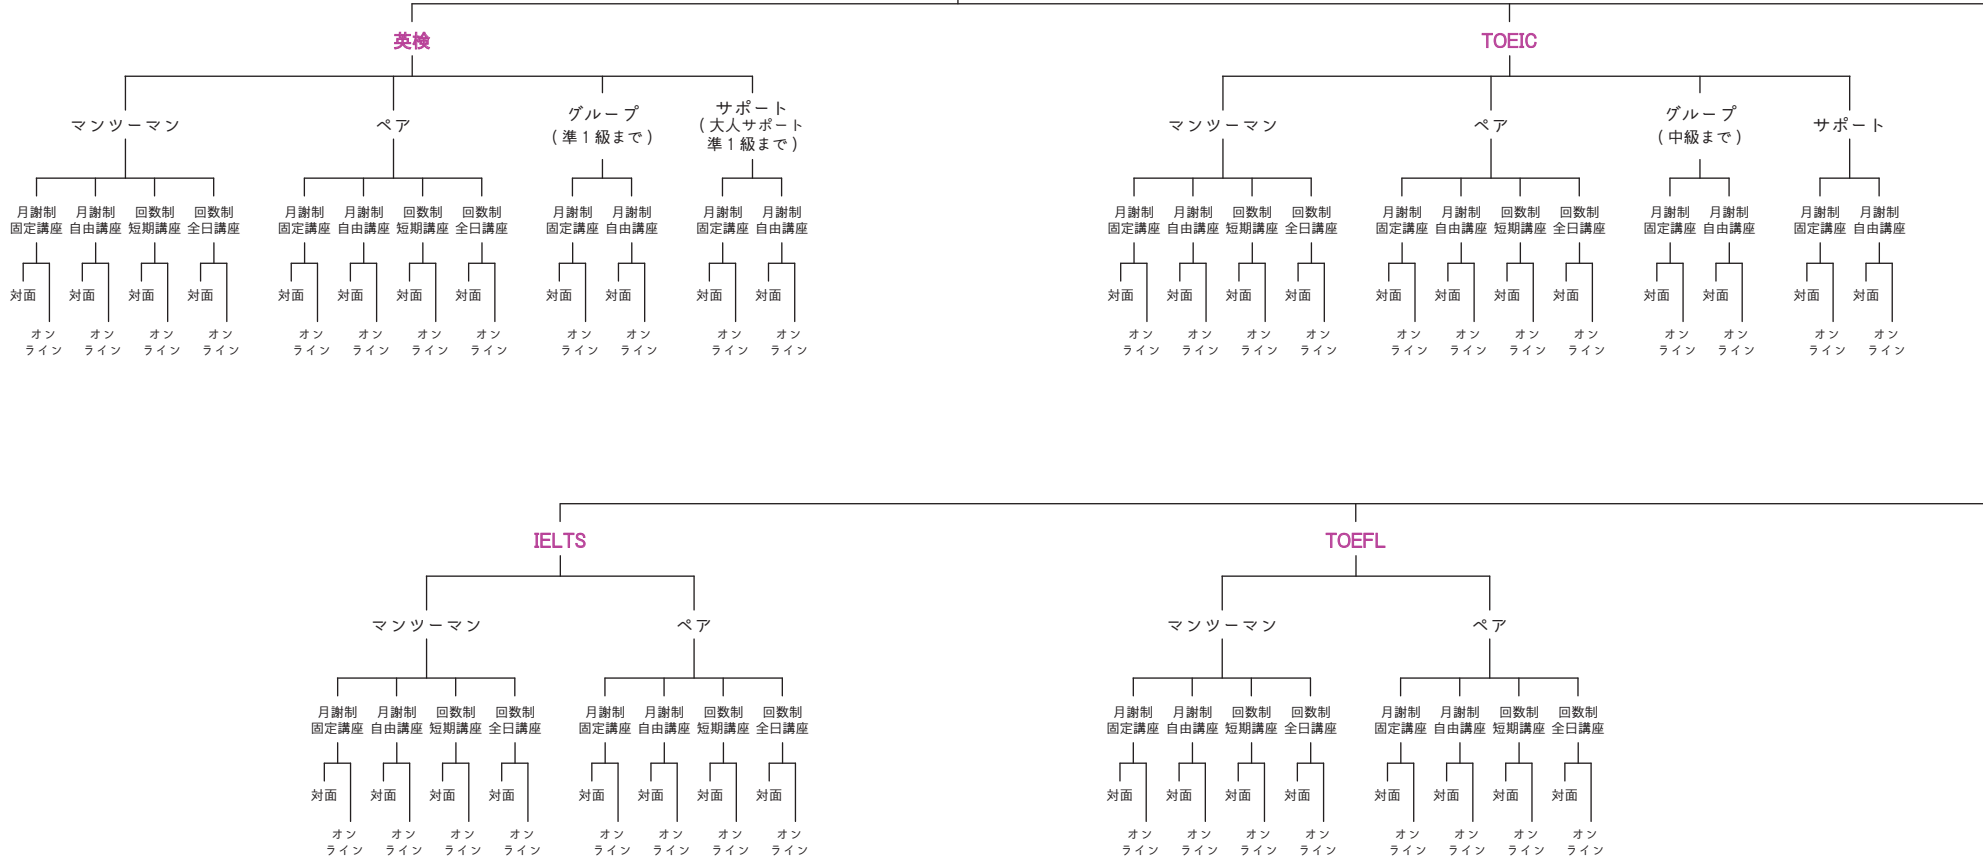 英検
TOEIC
マンツーマン
ペア
グループ
(準1級まで)
サポート
(大人サポート
準1級まで)
マンツーマン
ペア
グループ
(中級まで)
サポート
月謝制 月謝制 回数制 回数制 月謝制 月謝制 回数制 回数制 月謝制 月謝制 月謝制 月謝制 月謝制 月謝制 回数制 回数制 月謝制 月謝制 回数制 回数制 月謝制 月謝制 月謝制 月謝制
固定講座 自由講座 短期講座 全日講座 固定講座 自由講座 短期講座 全日講座 固定講座 自由講座 固定講座 自由講座 固定講座 自由講座 短期講座 全日講座 固定講座 自由講座 短期講座 全日講座 固定講座 自由講座 固定講座 自由講座
対面 対面 対面 対面 対面 対面 対面 対面 対面 対面 対面 対面 対面 対面 対面 対面 対面 対面 対面 対面 対面 対面 対面 対面
オン オン オン オン オン オン オン オン オン オン オン オン オン オン オン オン オン オン オン オン オン オン オン オン
ライン ライン ライン ライン ライン ライン ライン ライン ライン ライン ライン ライン ライン ライン ライン ライン ライン ライン ライン ライン ライン ライン ライン ライン
IELTS
TOEFL
マンツーマン
ペア
マンツーマン
ペア
月謝制 月謝制 回数制 回数制 月謝制 月謝制 回数制 回数制 月謝制 月謝制 回数制 回数制 月謝制 月謝制 回数制 回数制
固定講座 自由講座 短期講座 全日講座 固定講座 自由講座 短期講座 全日講座 固定講座 自由講座 短期講座 全日講座 固定講座 自由講座 短期講座 全日講座
対面 対面 対面 対面 対面 対面 対面 対面 対面 対面 対面 対面 対面 対面 対面 対面
オン オン オン オン オン オン オン オン オン オン オン オン オン オン オン オン
ライン ライン ライン ライン ライン ライン ライン ライン ライン ライン ライン ライン ライン ライン ライン ライン